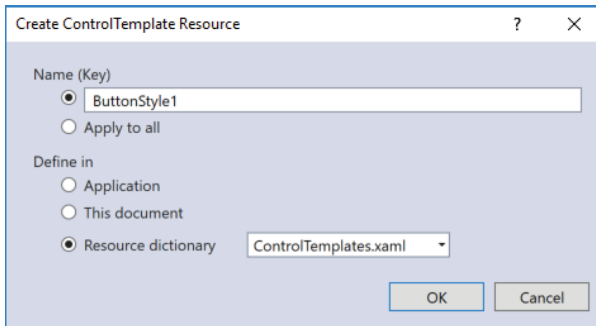 Create ControlTemplate Resource ?
Name (Key)
ButtonStyle1
Apply to all
Define in
Application
This document
Resource dictionary ControlTemplates.xaml
OK Cancel